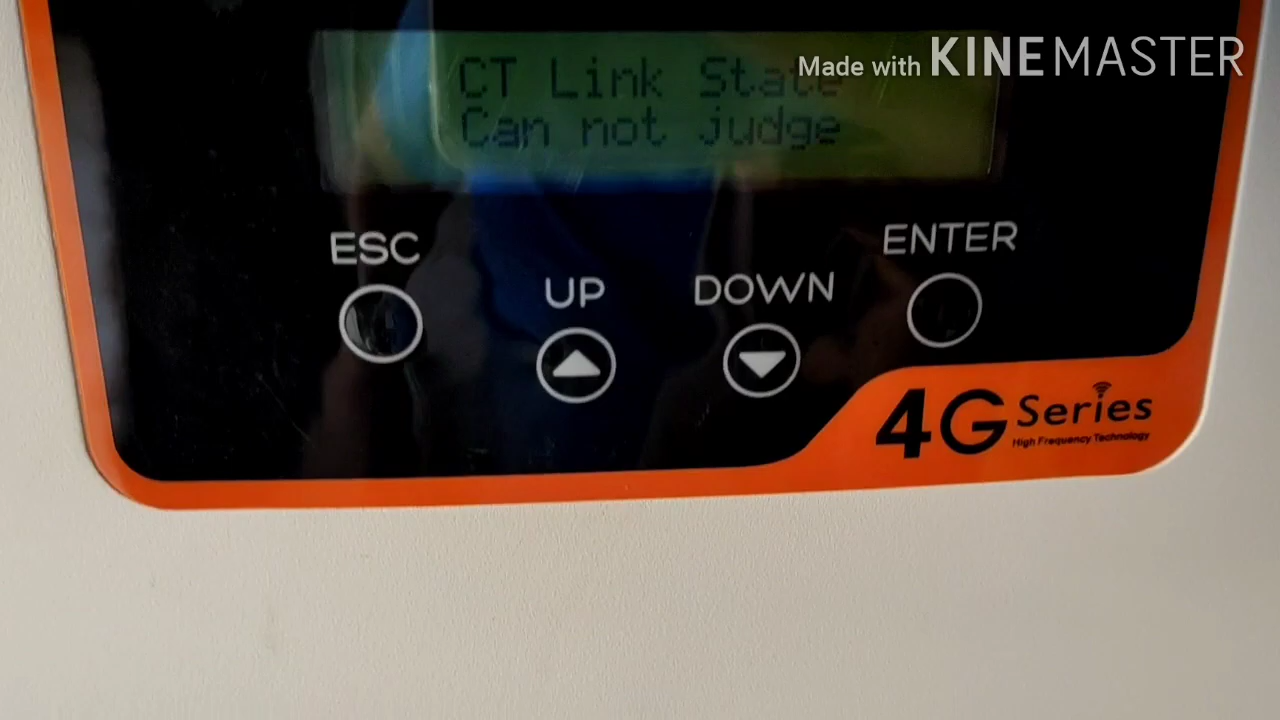 Made with KINEMASTER
CT Link State
Can not judge
ESC
UP
DOWN
ENTER
4G Series
High Frequency Technology